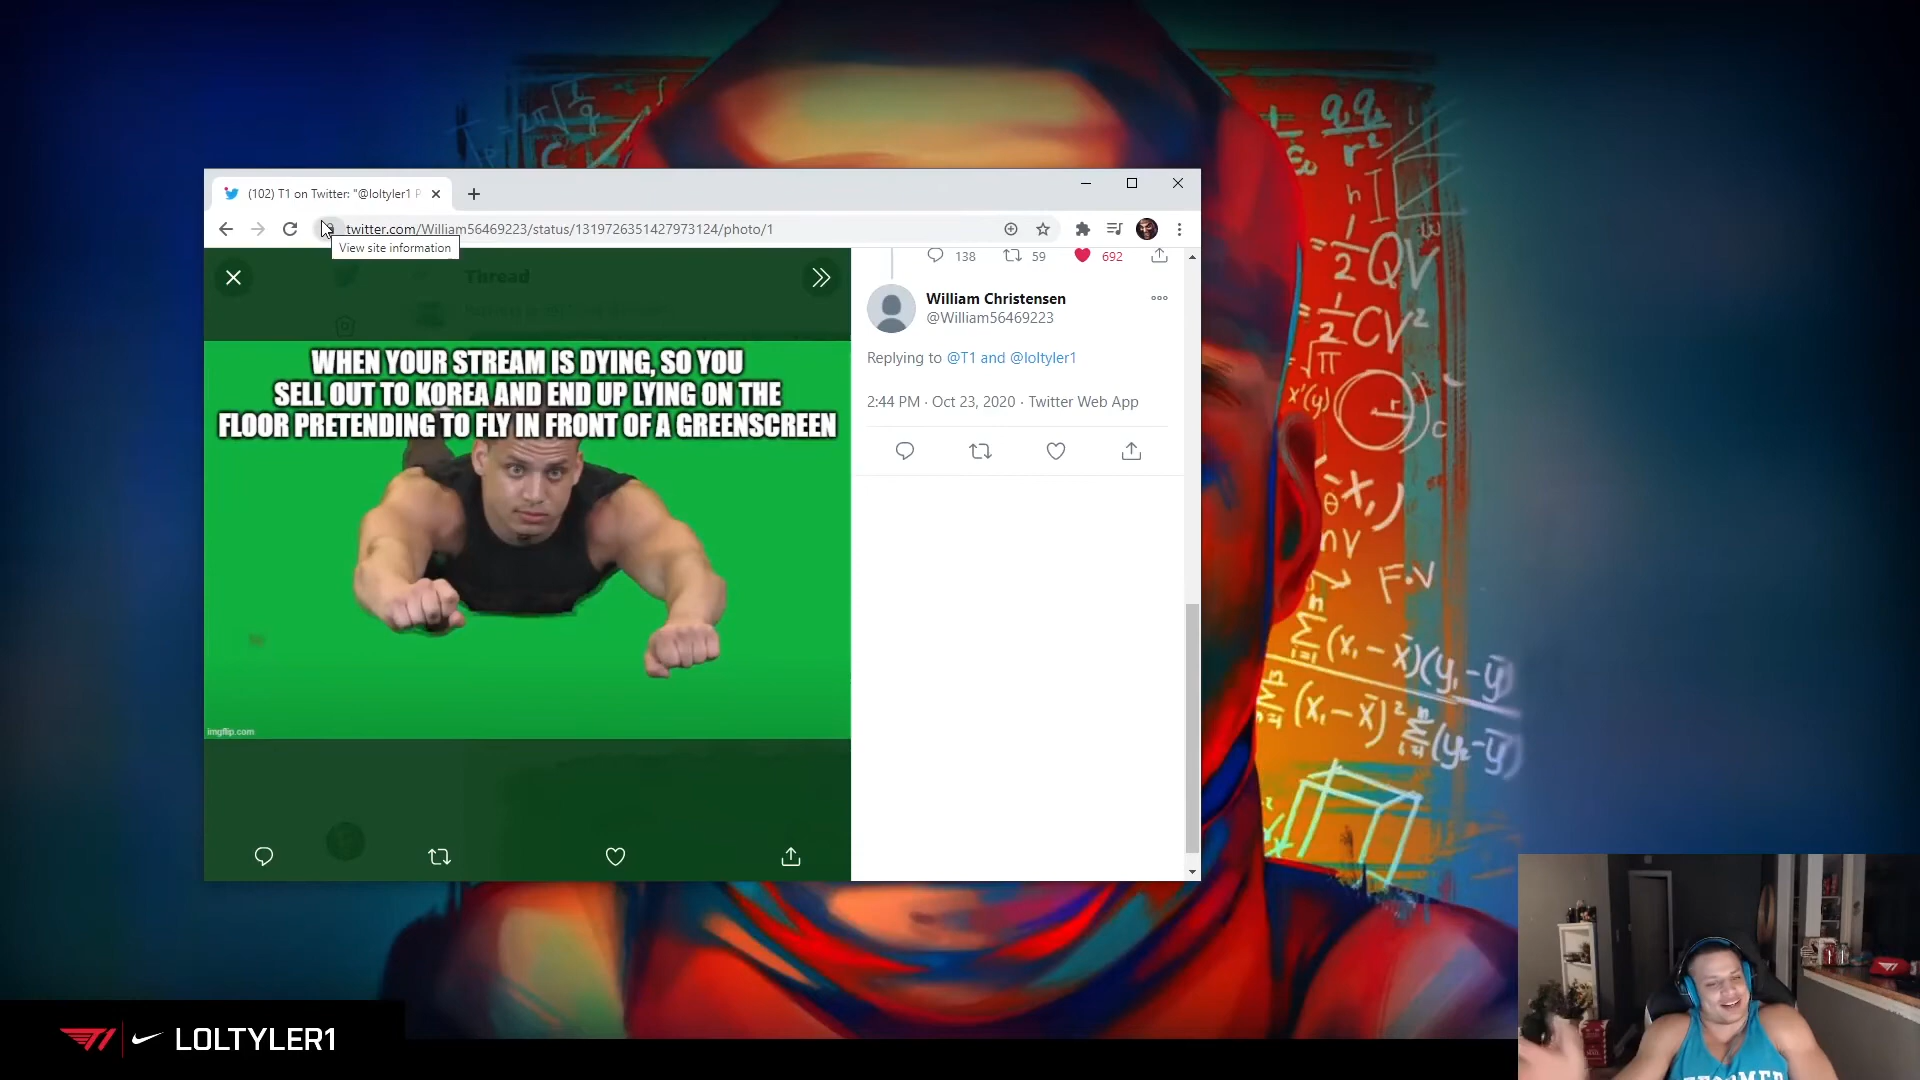 (102) T1 on Twitter: "@loltyler1 P
twitter.com/William56469223/status/1319726351427973124/photo/1
View site information
Thread
138 59 692
WHEN YOUR STREAM IS DYING, SO YOU
SELL OUT TO KOREA AND END UP LYING ON THE
FLOOR PRETENDING TO FLY IN FRONT OF A GREENSCREEN
imgflip.com
William Christensen
@William56469223
Replying to @T1 and @loltyler1
2:44 PM · Oct 23, 2020 · Twitter Web App
T1 LOLTYLER1